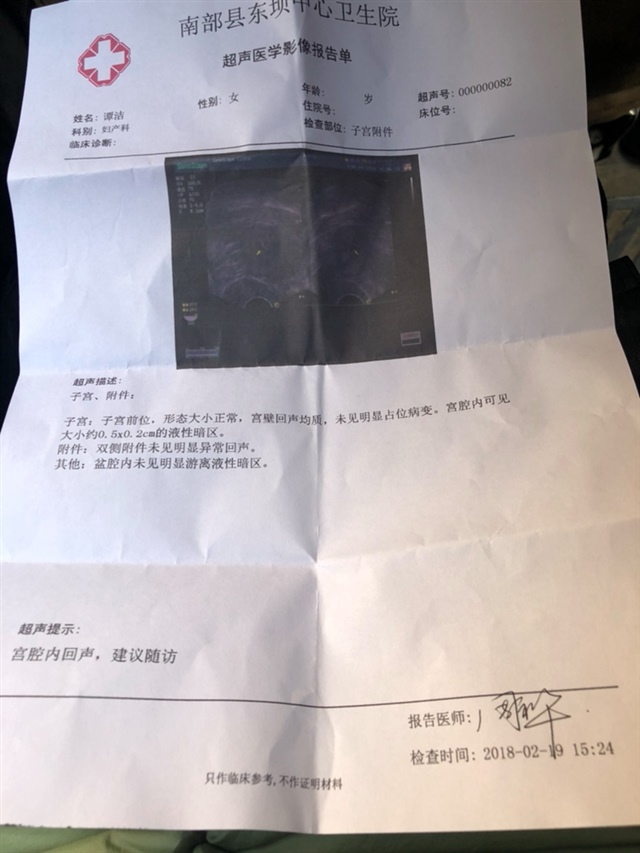 南部县东坝中心卫生院
超声医学影像报告单
姓名: 谭洁 性别: 女 年龄: 岁 超声号: 000000082
科别: 妇产科 住院号: 床位号:
临床诊断: 检查部位: 子宫附件
超声描述:
子宫、附件:
子宫: 子宫前位, 形态大小正常, 宫壁回声均质, 未见明显占位病变。宫腔内可见
大小约0.5x0.2cm的液性暗区。
附件: 双侧附件未见明显异常回声。
其他: 盆腔内未见明显游离液性暗区。
超声提示:
宫腔内回声, 建议随访
报告医师:
检查时间: 2018-02-19 15:24
只作临床参考,不作证明材料